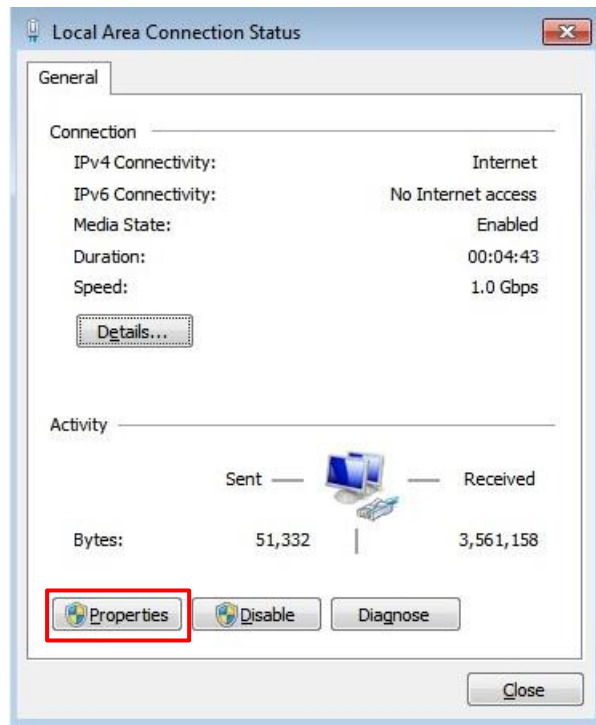 Local Area Connection Status
General
Connection
IPv4 Connectivity: Internet
IPv6 Connectivity: No Internet access
Media State: Enabled
Duration: 00:04:43
Speed: 1.0 Gbps
Details...
Activity
Sent Received
Bytes: 51,332 3,561,158
Properties Disable Diagnose
Close